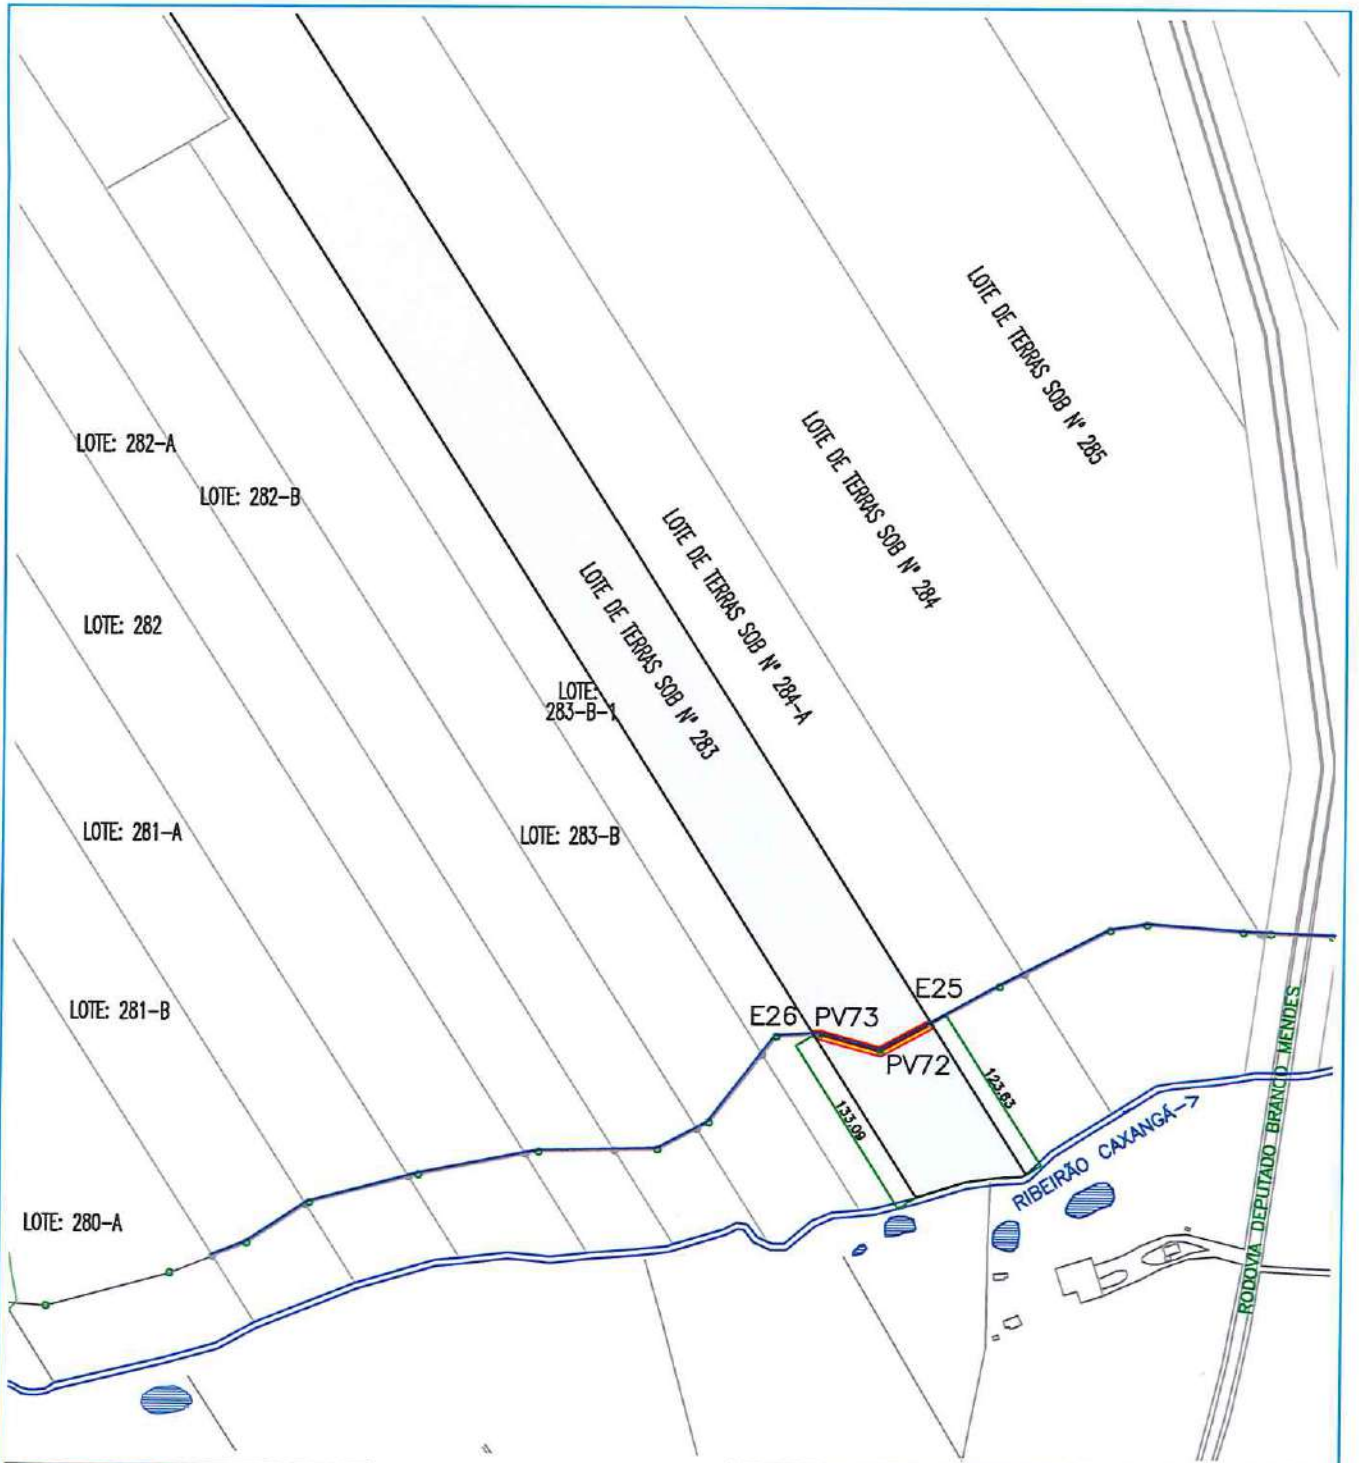 LOTE DE TERRAS SOB Nº 285
LOTE DE TERRAS SOB Nº 284
LOTE: 282-A
LOTE: 282-B
LOTE DE TERRAS SOB Nº 284-A
LOTE DE TERRAS SOB Nº 283
LOTE: 282
LOTE:
283-B-1
LOTE: 281-A
LOTE: 283-B
LOTE: 281-B
E26
PV73
E25
PV72
133,09
123,63
RIBEIRÃO CAXANGÁ->
RODOVIA DEPUTADO BRANCO MENDES
LOTE: 280-A